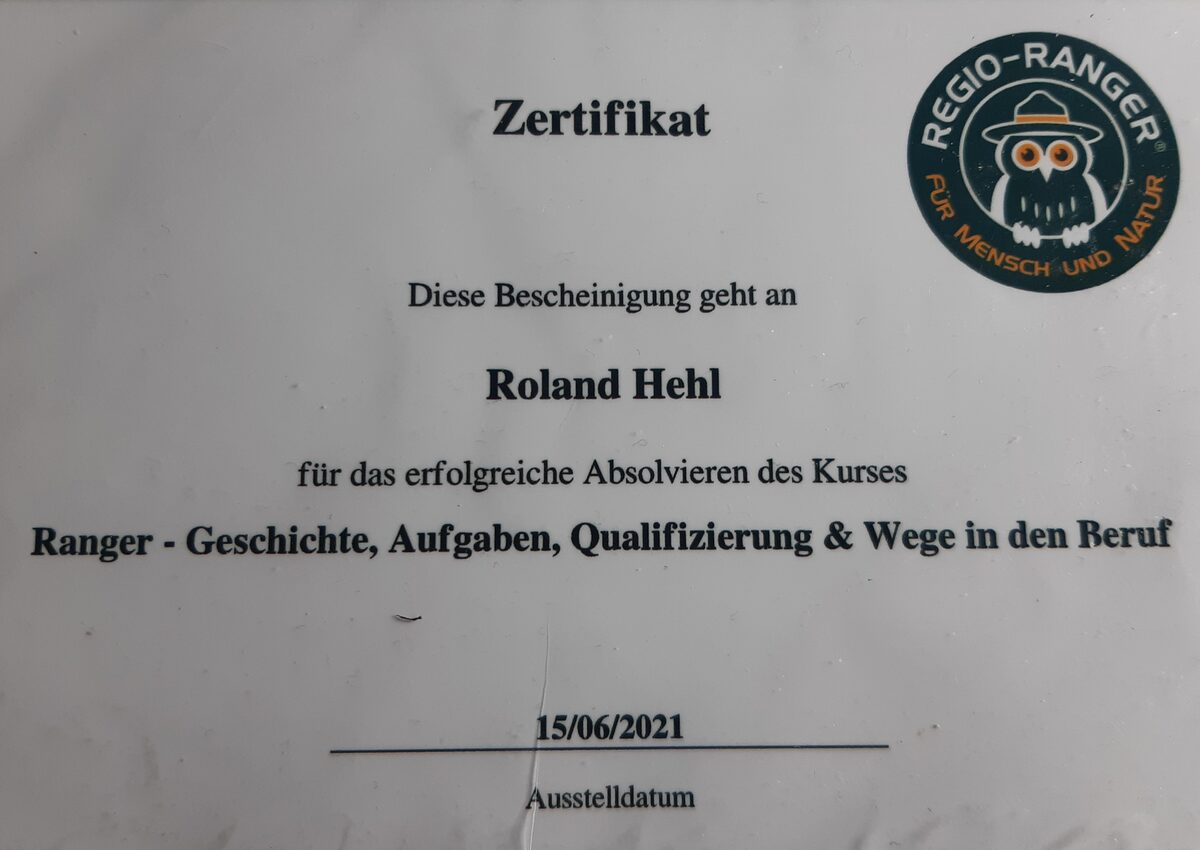 Zertifikat
REGIO-RANGER®
FÜR MENSCH UND NATUR
Diese Bescheinigung geht an
Roland Hehl
für das erfolgreiche Absolvieren des Kurses
Ranger - Geschichte, Aufgaben, Qualifizierung & Wege in den Beruf
15/06/2021
Ausstelldatum